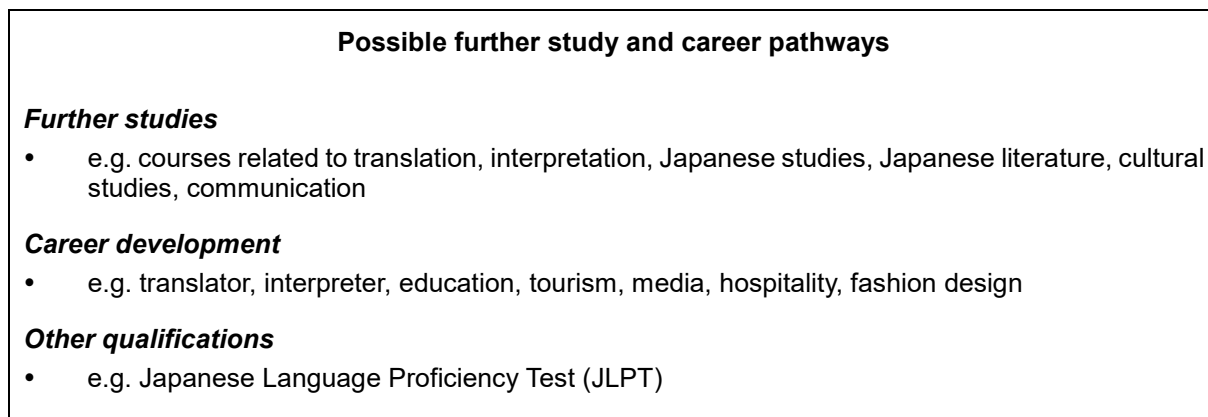 Possible further study and career pathways
Further studies
• e.g. courses related to translation, interpretation, Japanese studies, Japanese literature, cultural
studies, communication
Career development
• e.g. translator, interpreter, education, tourism, media, hospitality, fashion design
Other qualifications
• e.g. Japanese Language Proficiency Test (JLPT)